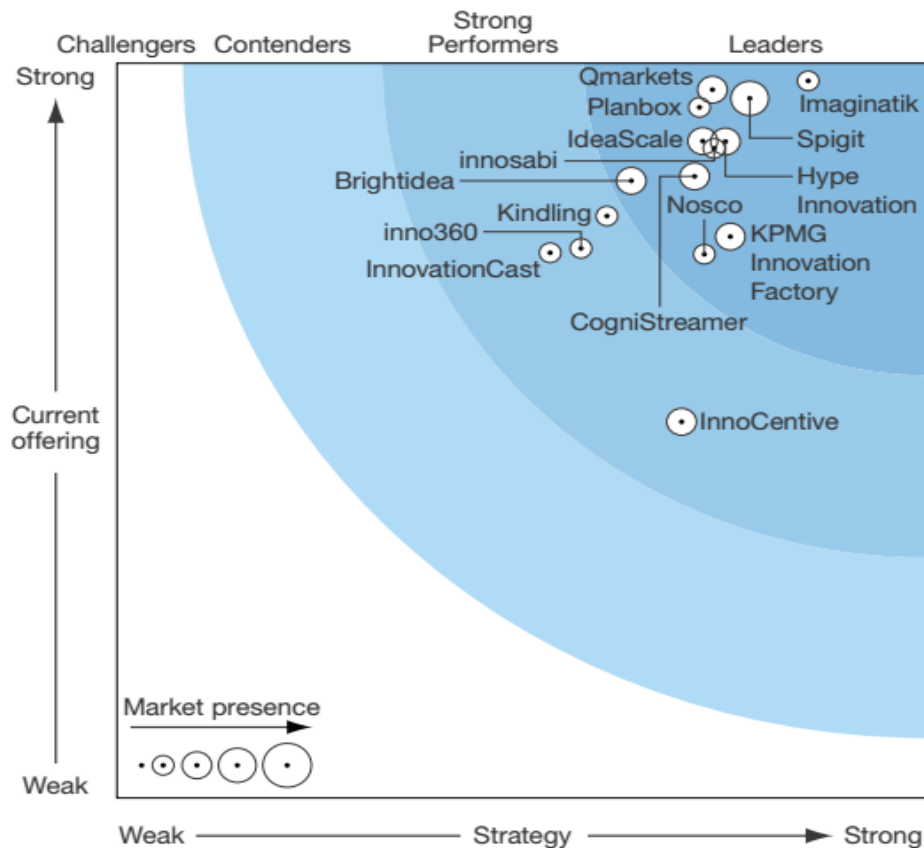 Challengers
Contenders
Strong
Performers
Leaders
Strong
Qmarkets
Planbox
Imaginatik
IdeaScale
Spigit
innosabi
Brightidea
Hype
Innovation
Nosco
Kindling
inno360
InnovationCast
KPMG
Innovation
Factory
CogniStreamer
Current
offering
InnoCentive
Market presence
Weak
Weak
Strategy
Strong